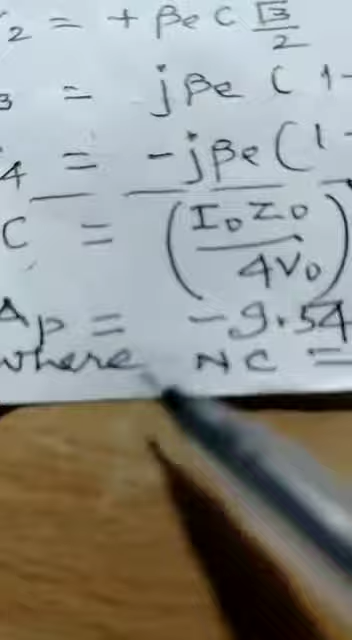 2 = + βe C √3/2
3 = jβe ( 1-
4 = -jβe ( 1-
C = (I₀Z₀/4V₀)
Ap = -9.54
where NC =